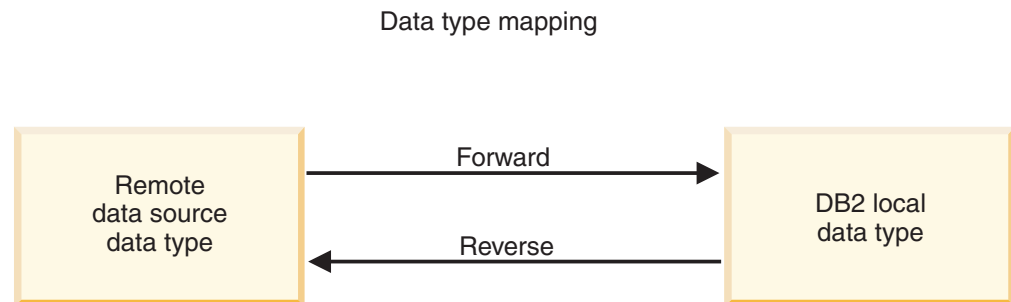 Data type mapping
Remote
data source
data type
Forward
Reverse
DB2 local
data type